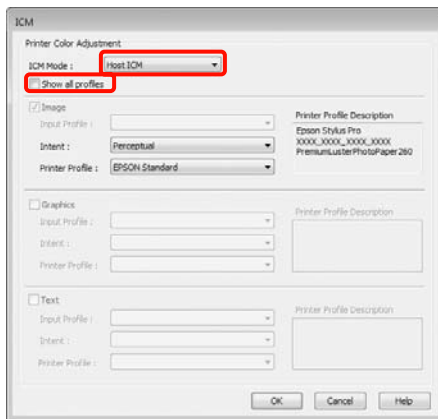 ICM
Printer Color Adjustment
ICM Mode : Host ICM
Show all profiles
Image
Input Profile :
Intent : Perceptual
Printer Profile : EPSON Standard
Printer Profile Description
Epson Stylus Pro
XXXX_XXXX_XXXX_XXXX
PremiumLusterPhotoPaper260
Graphics
Input Profile :
Intent :
Printer Profile :
Printer Profile Description
Text
Input Profile :
Intent :
Printer Profile :
Printer Profile Description
OK Cancel Help